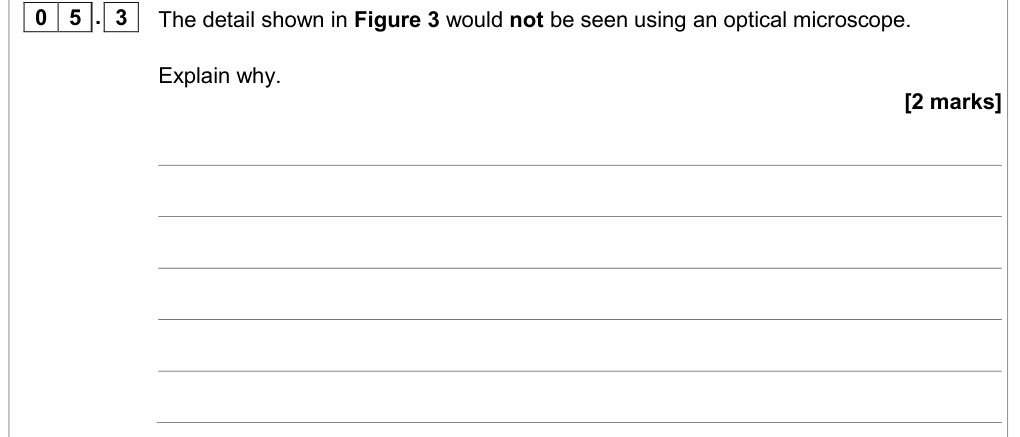 0 5 . 3 The detail shown in Figure 3 would not be seen using an optical microscope.
Explain why.
[2 marks]